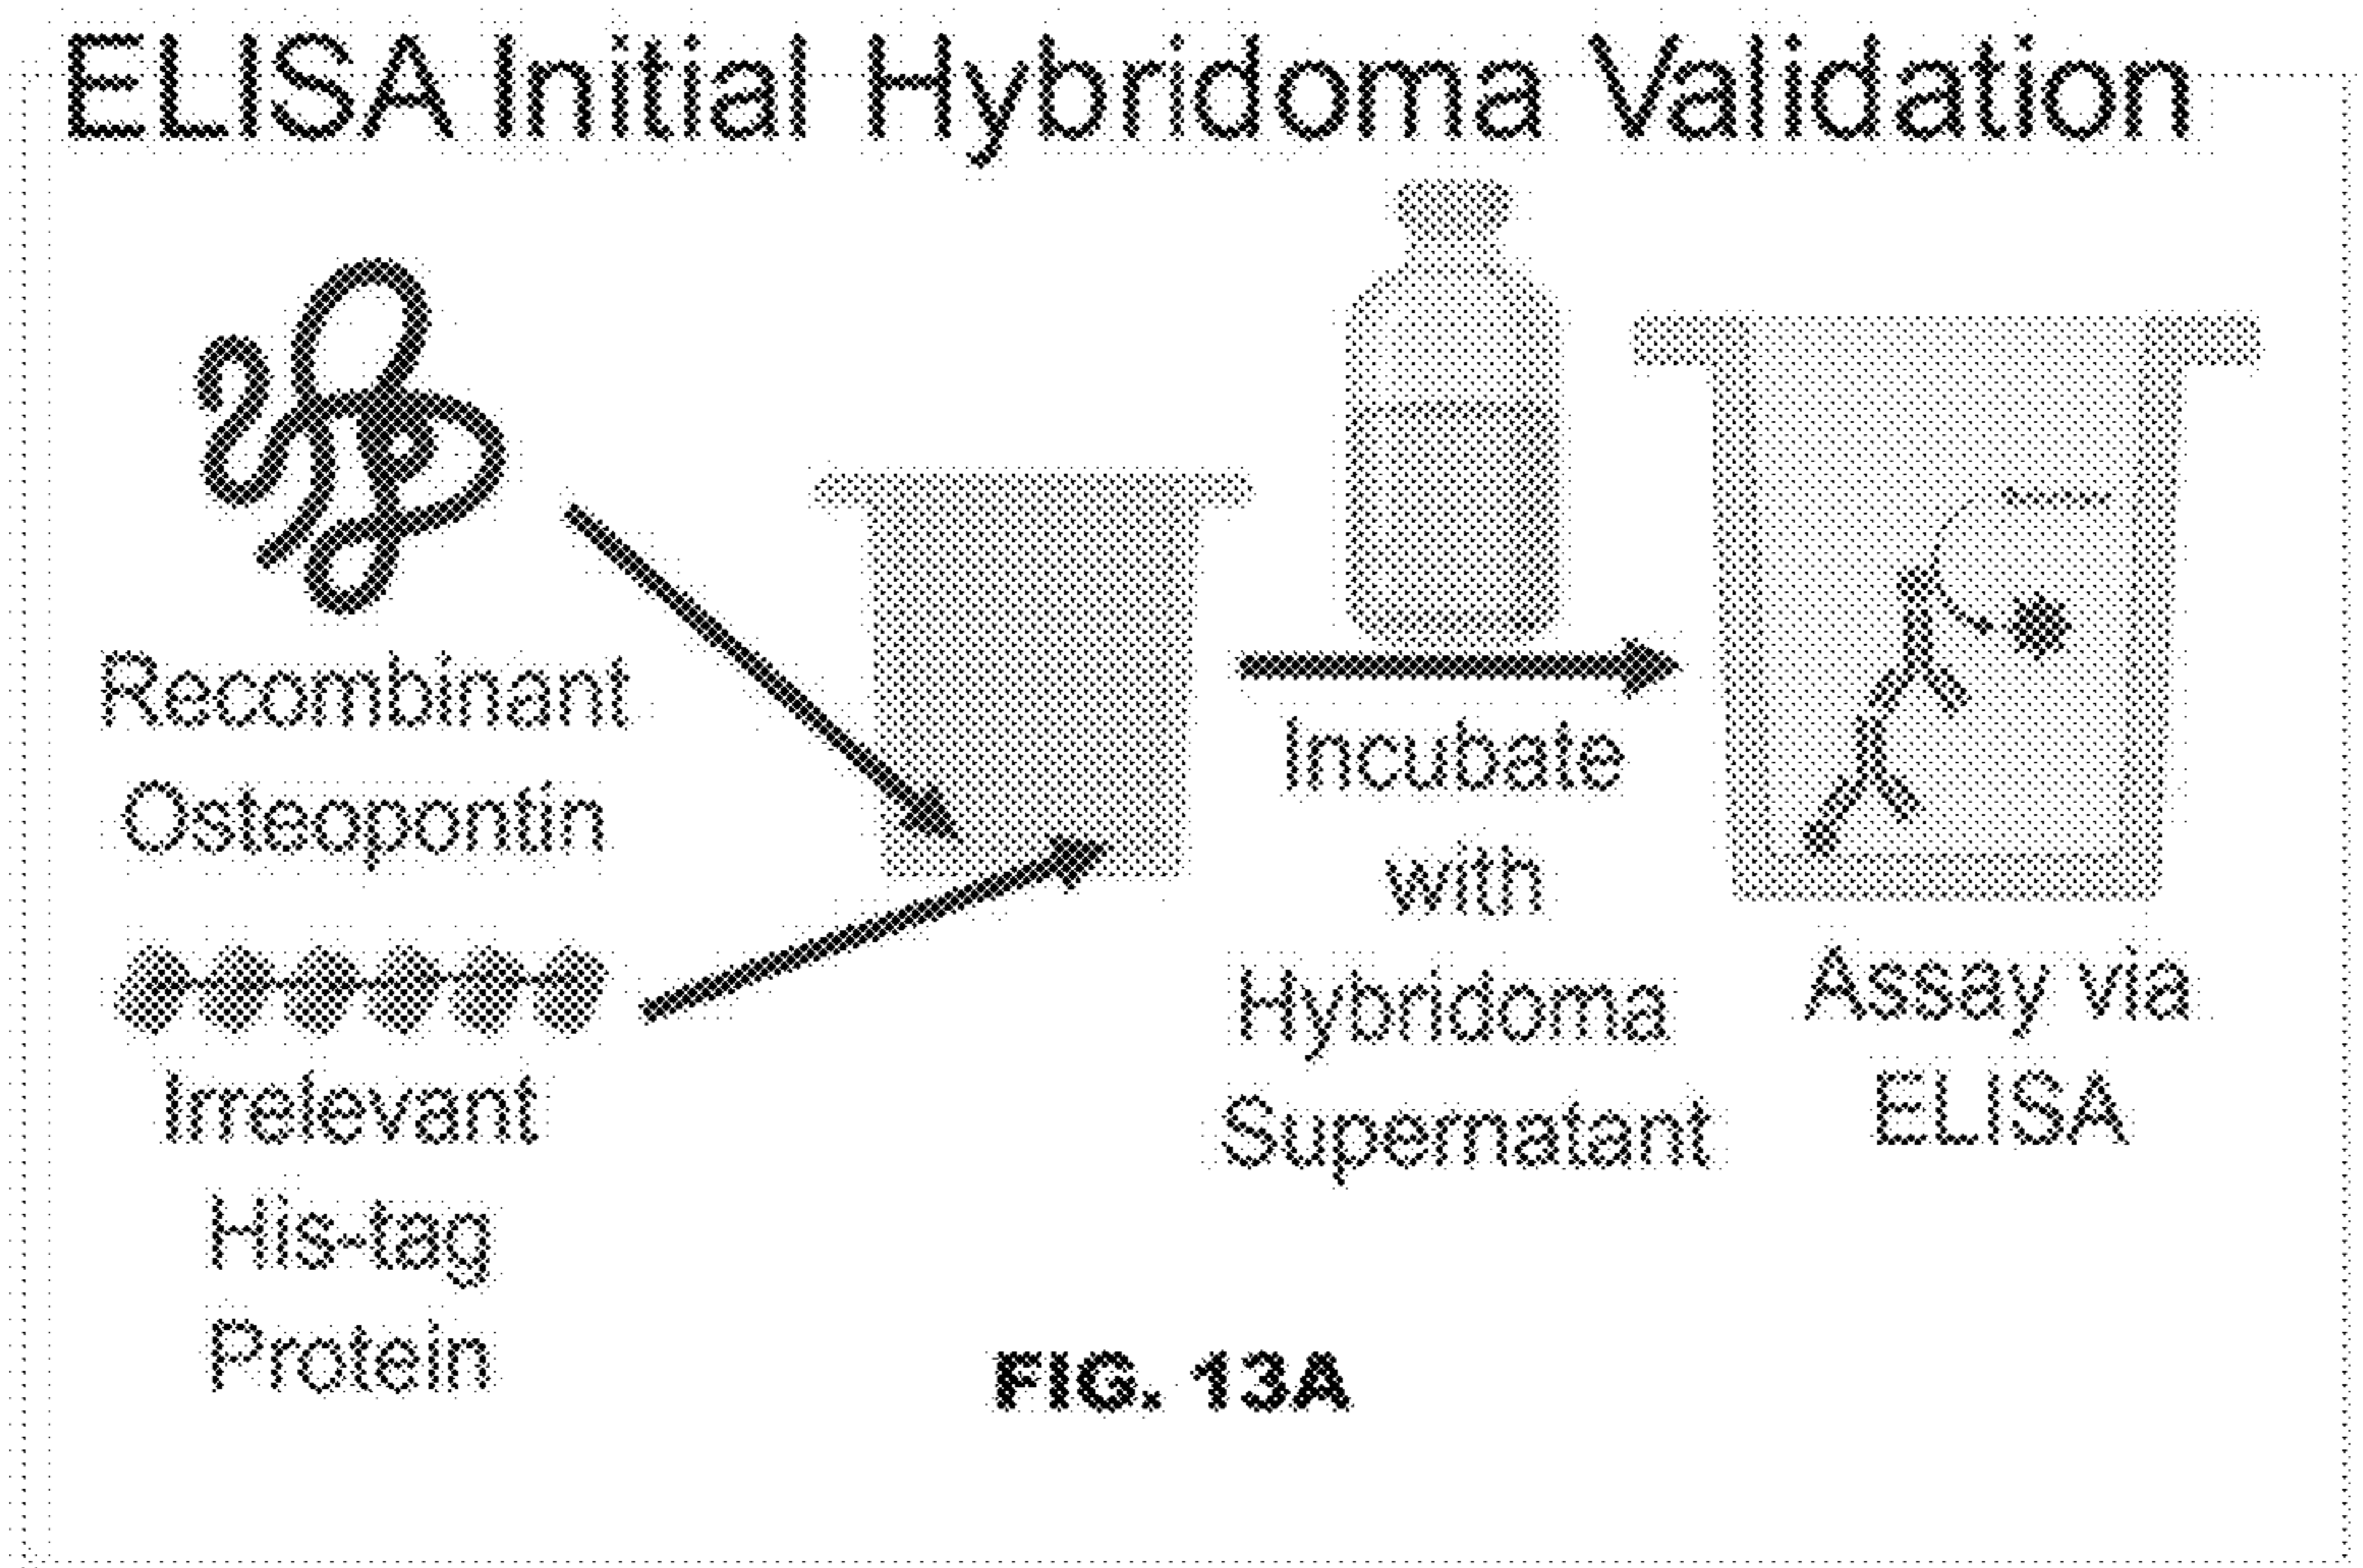 ELISA Initial Hybridoma Validation
Recombinant
Osteopontin
Irrelevant
His-tag
Protein
Incubate
with
Hybridoma
Supernatant
Assay via
ELISA
FIG. 13A